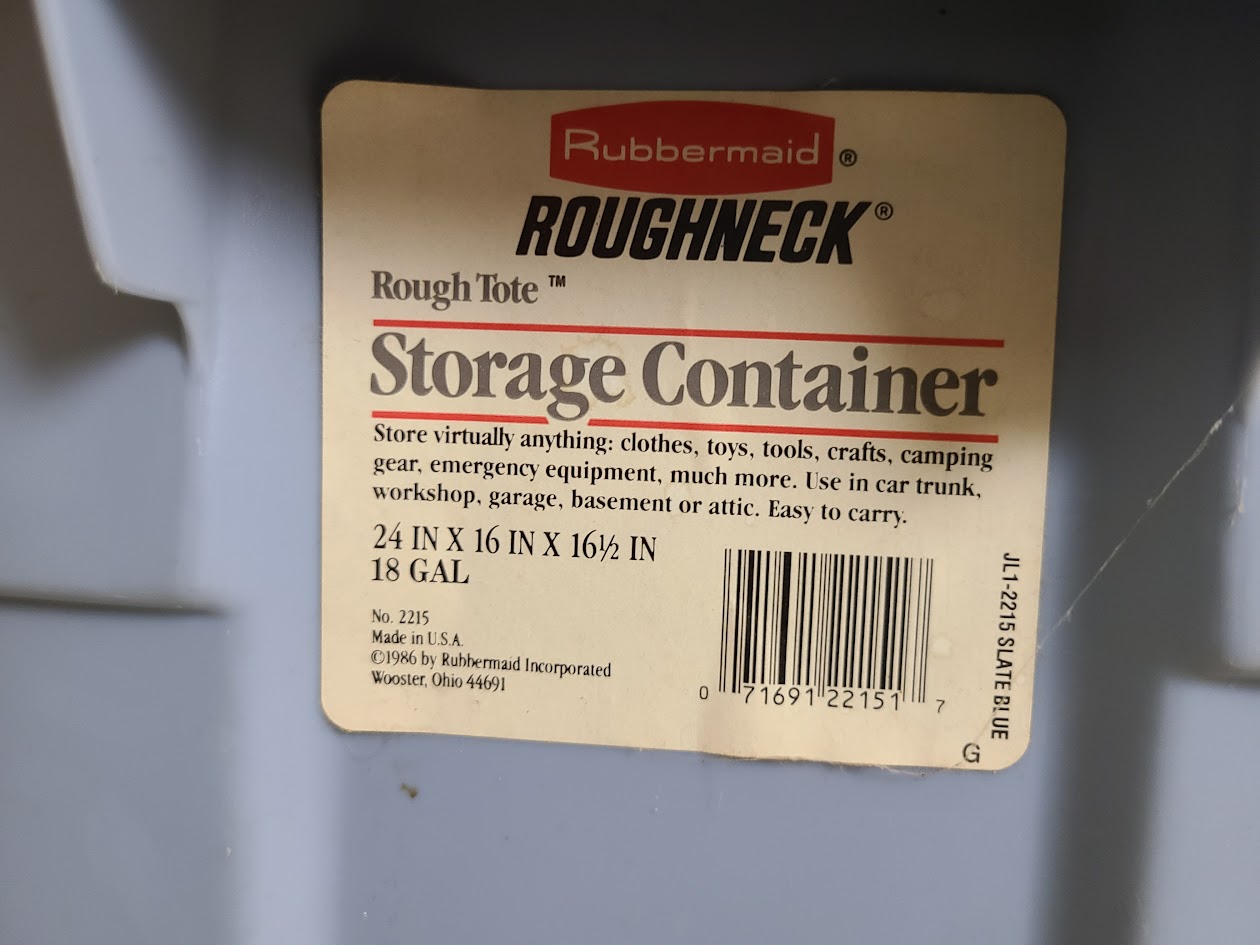 Rubbermaid®
ROUGHNECK®
Rough Tote ™
Storage Container
Store virtually anything: clothes, toys, tools, crafts, camping
gear, emergency equipment, much more. Use in car trunk,
workshop, garage, basement or attic. Easy to carry.
24 IN X 16 IN X 16½ IN
18 GAL
No. 2215
Made in U.S.A.
©1986 by Rubbermaid Incorporated
Wooster, Ohio 44691
0 71691 22151 7
JL1-2215 SLATE BLUE
G